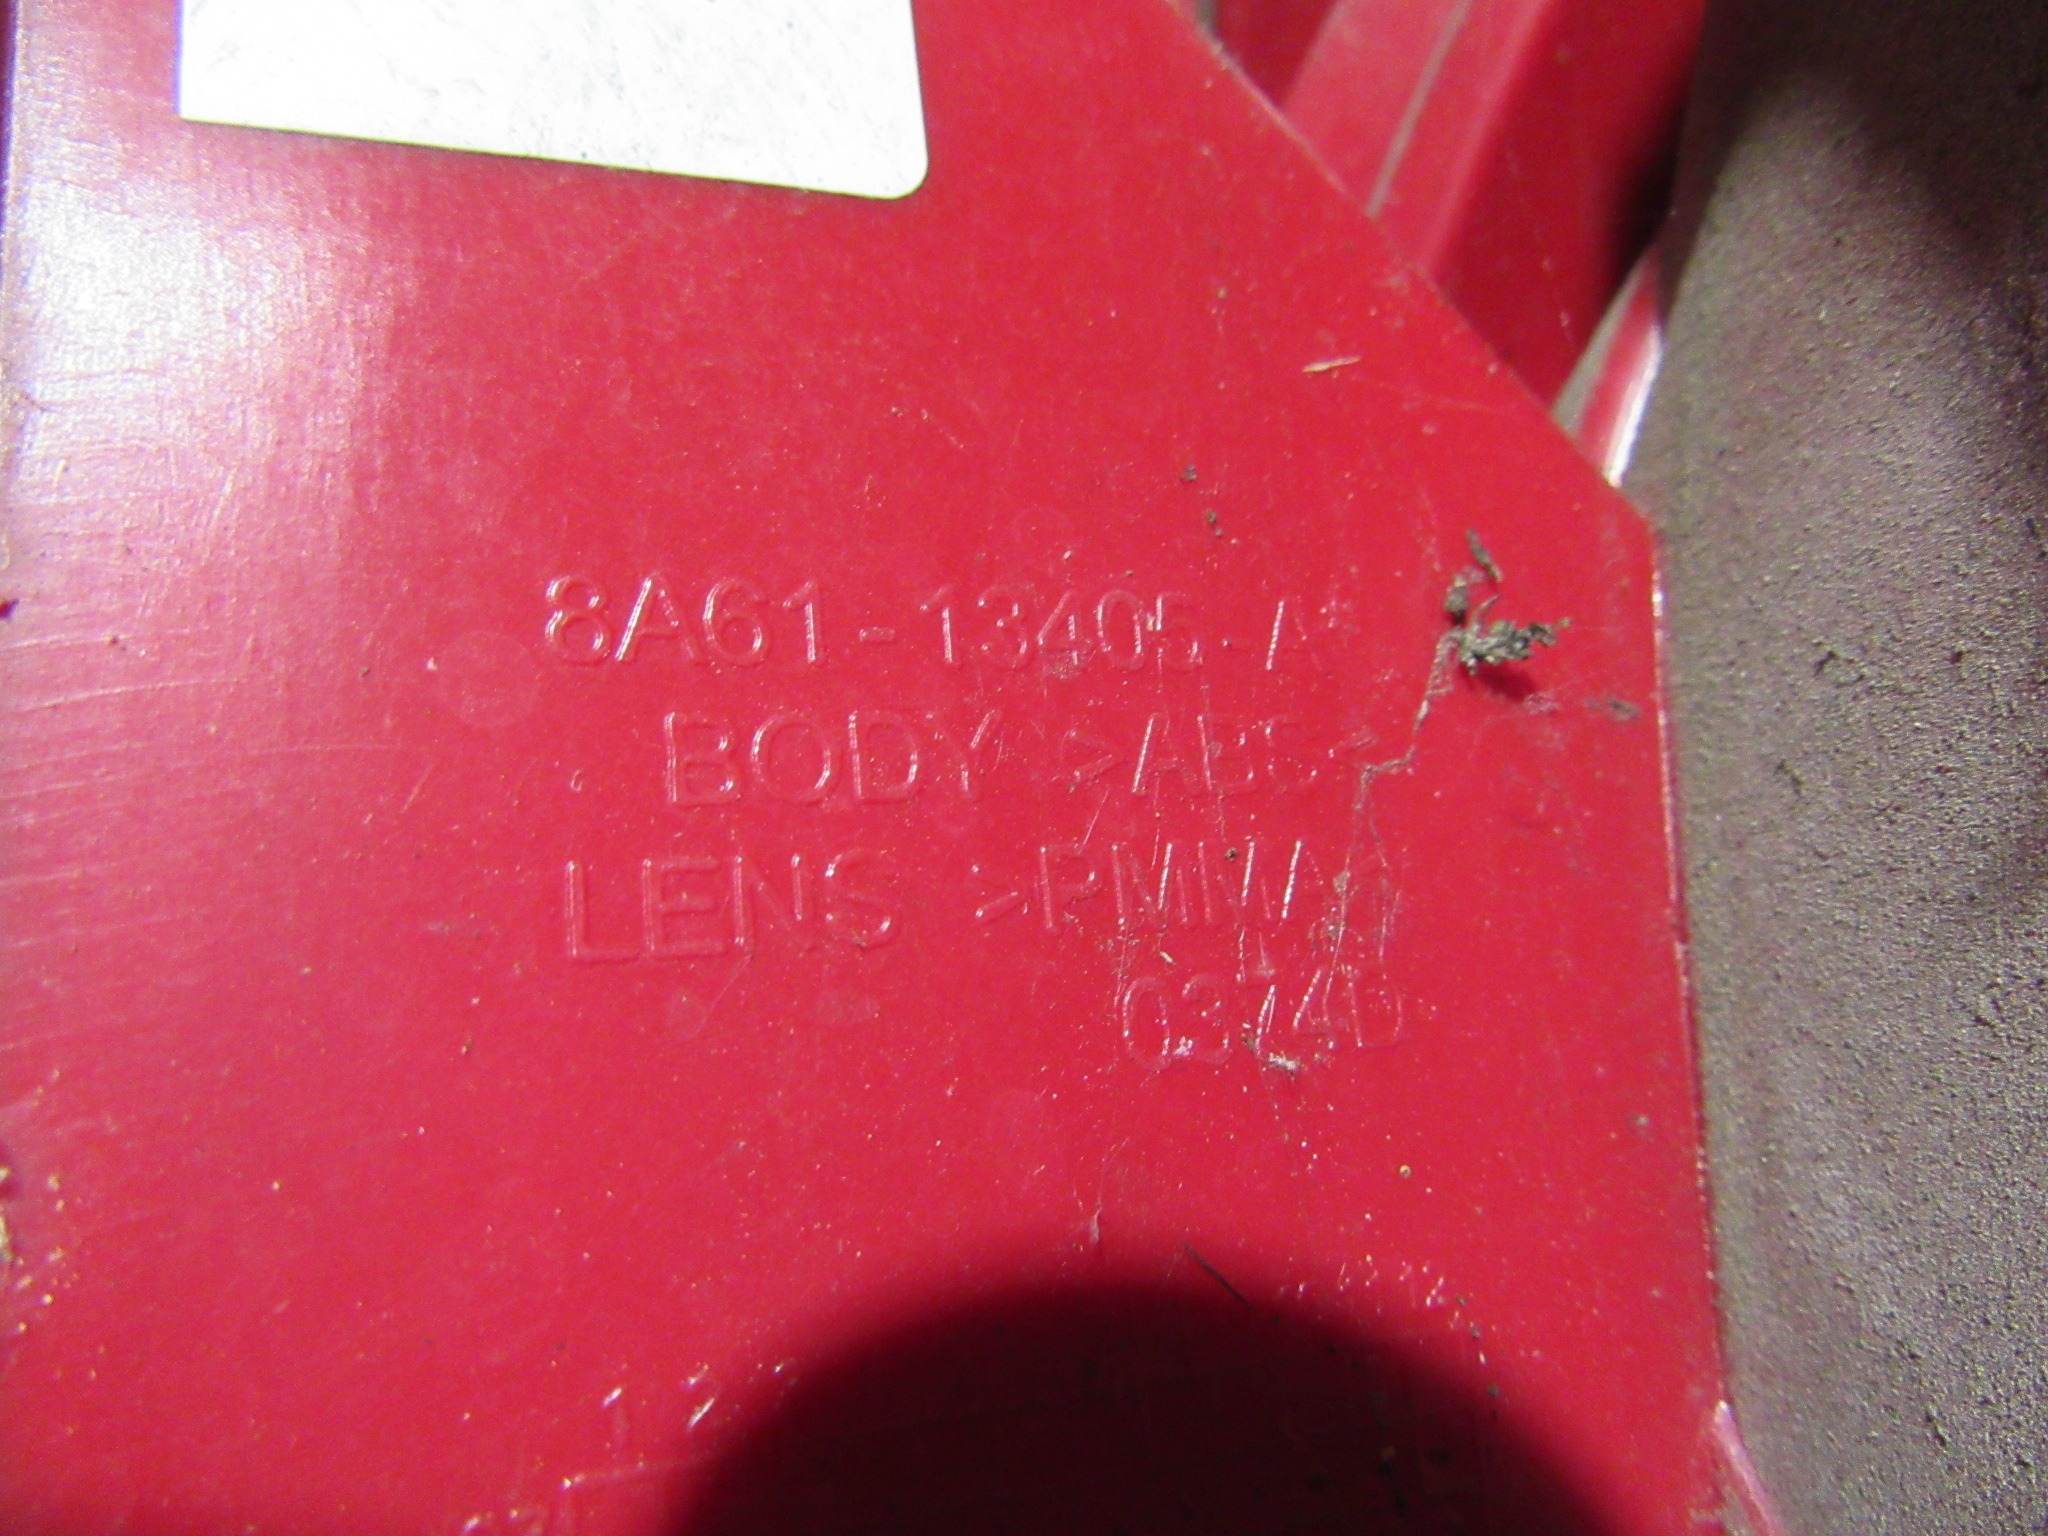 8A61-13405-A*
BODY >ABS<
LENS >PMMA<
0374D